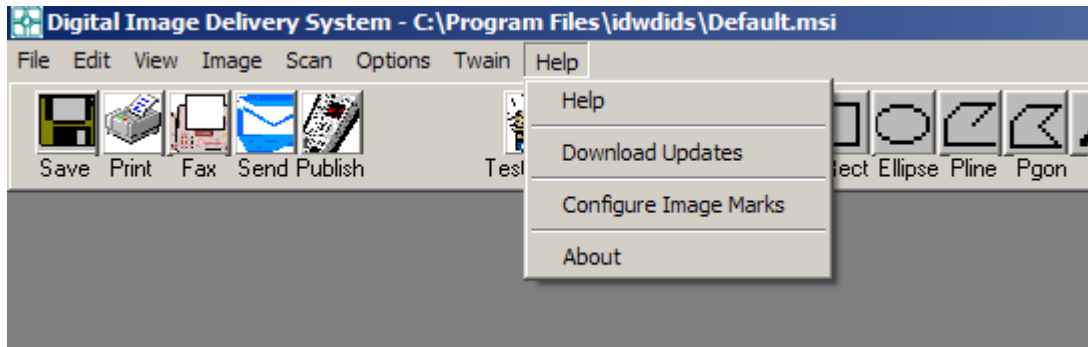 Digital Image Delivery System - C:\Program Files\idwdids\Default.msi
File Edit View Image Scan Options Twain Help
Help
Download Updates
Configure Image Marks
About
Save Print Fax Send Publish Ellipse Pline Pgon